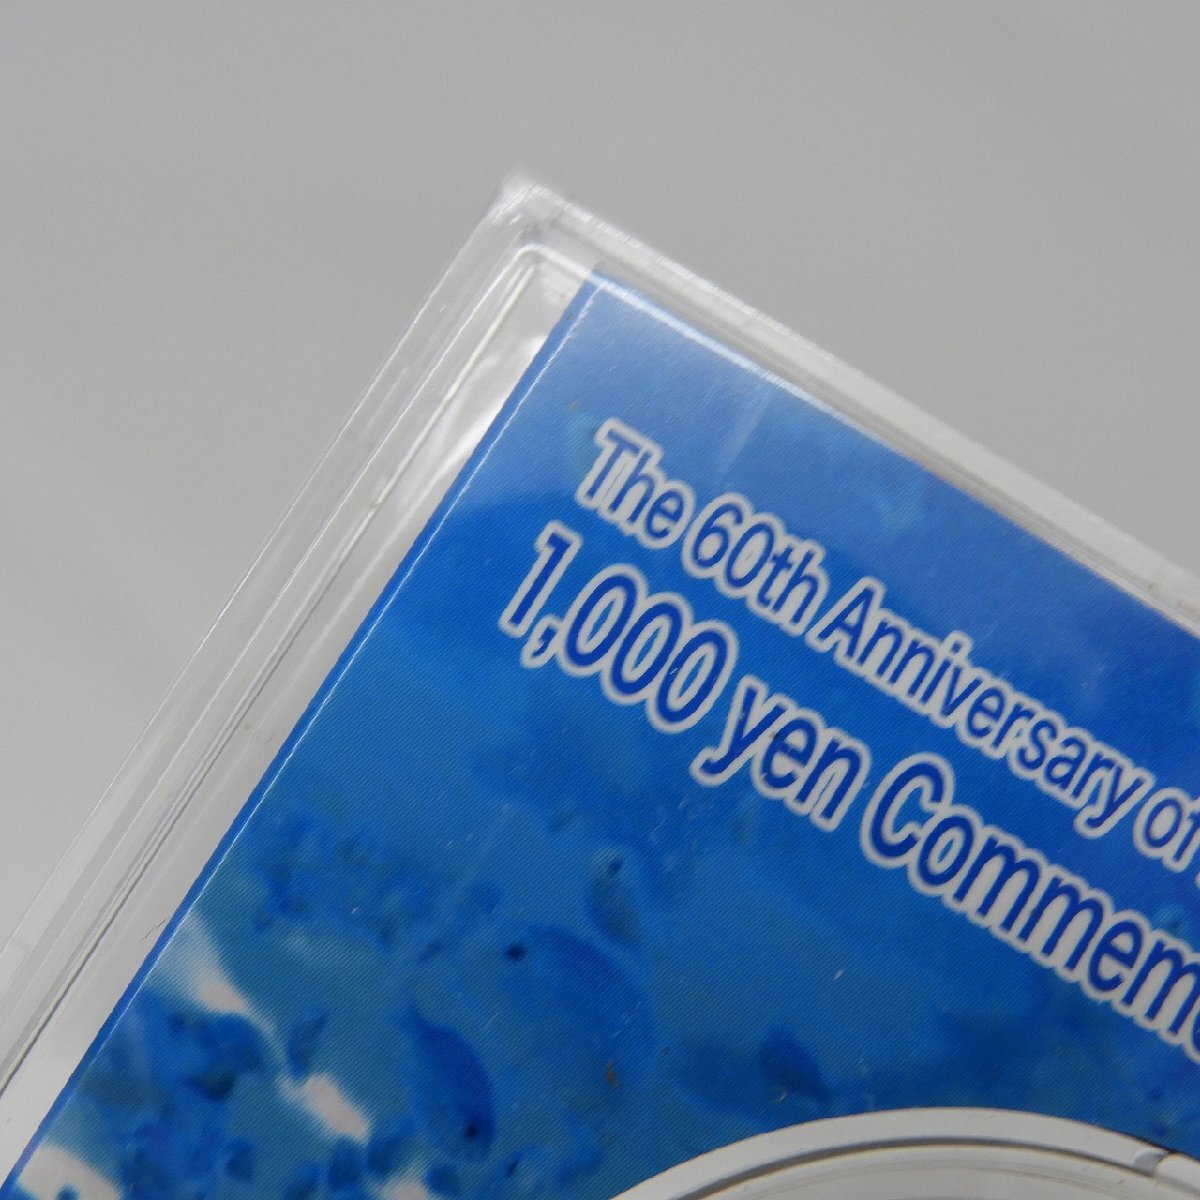 The 60th Anniversary of
1,000 yen Commem